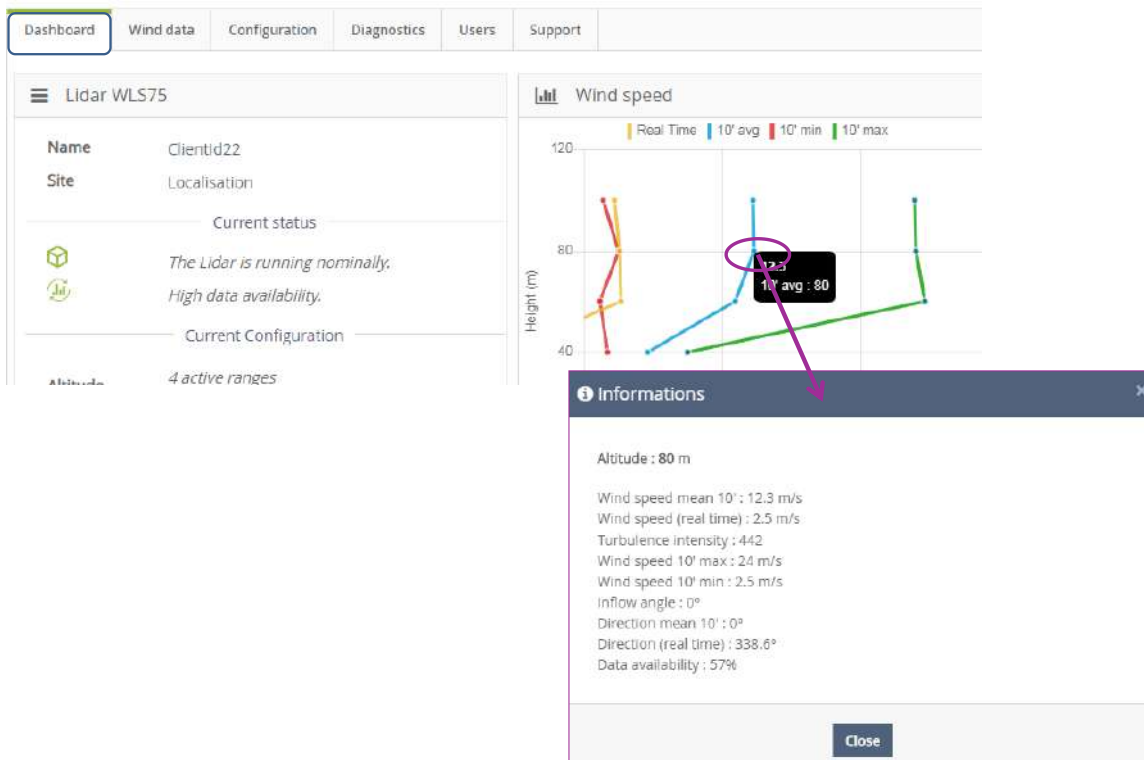 Dashboard Wind data Configuration Diagnostics Users Support
Lidar WLS75
Name ClientId22
Site Localisation
Current status
The Lidar is running nominally.
High data availability.
Current Configuration
Altitude 4 active ranges
Wind speed
Real Time 10' avg 10' min 10' max
120
80
40
Height (m)
12.3
10' avg : 80
Informations
×
Altitude : 80 m
Wind speed mean 10' : 12.3 m/s
Wind speed (real time) : 2.5 m/s
Turbulence intensity : 442
Wind speed 10' max : 24 m/s
Wind speed 10' min : 2.5 m/s
Inflow angle : 0°
Direction mean 10' : 0°
Direction (real time) : 338.6°
Data availability : 57%
Close